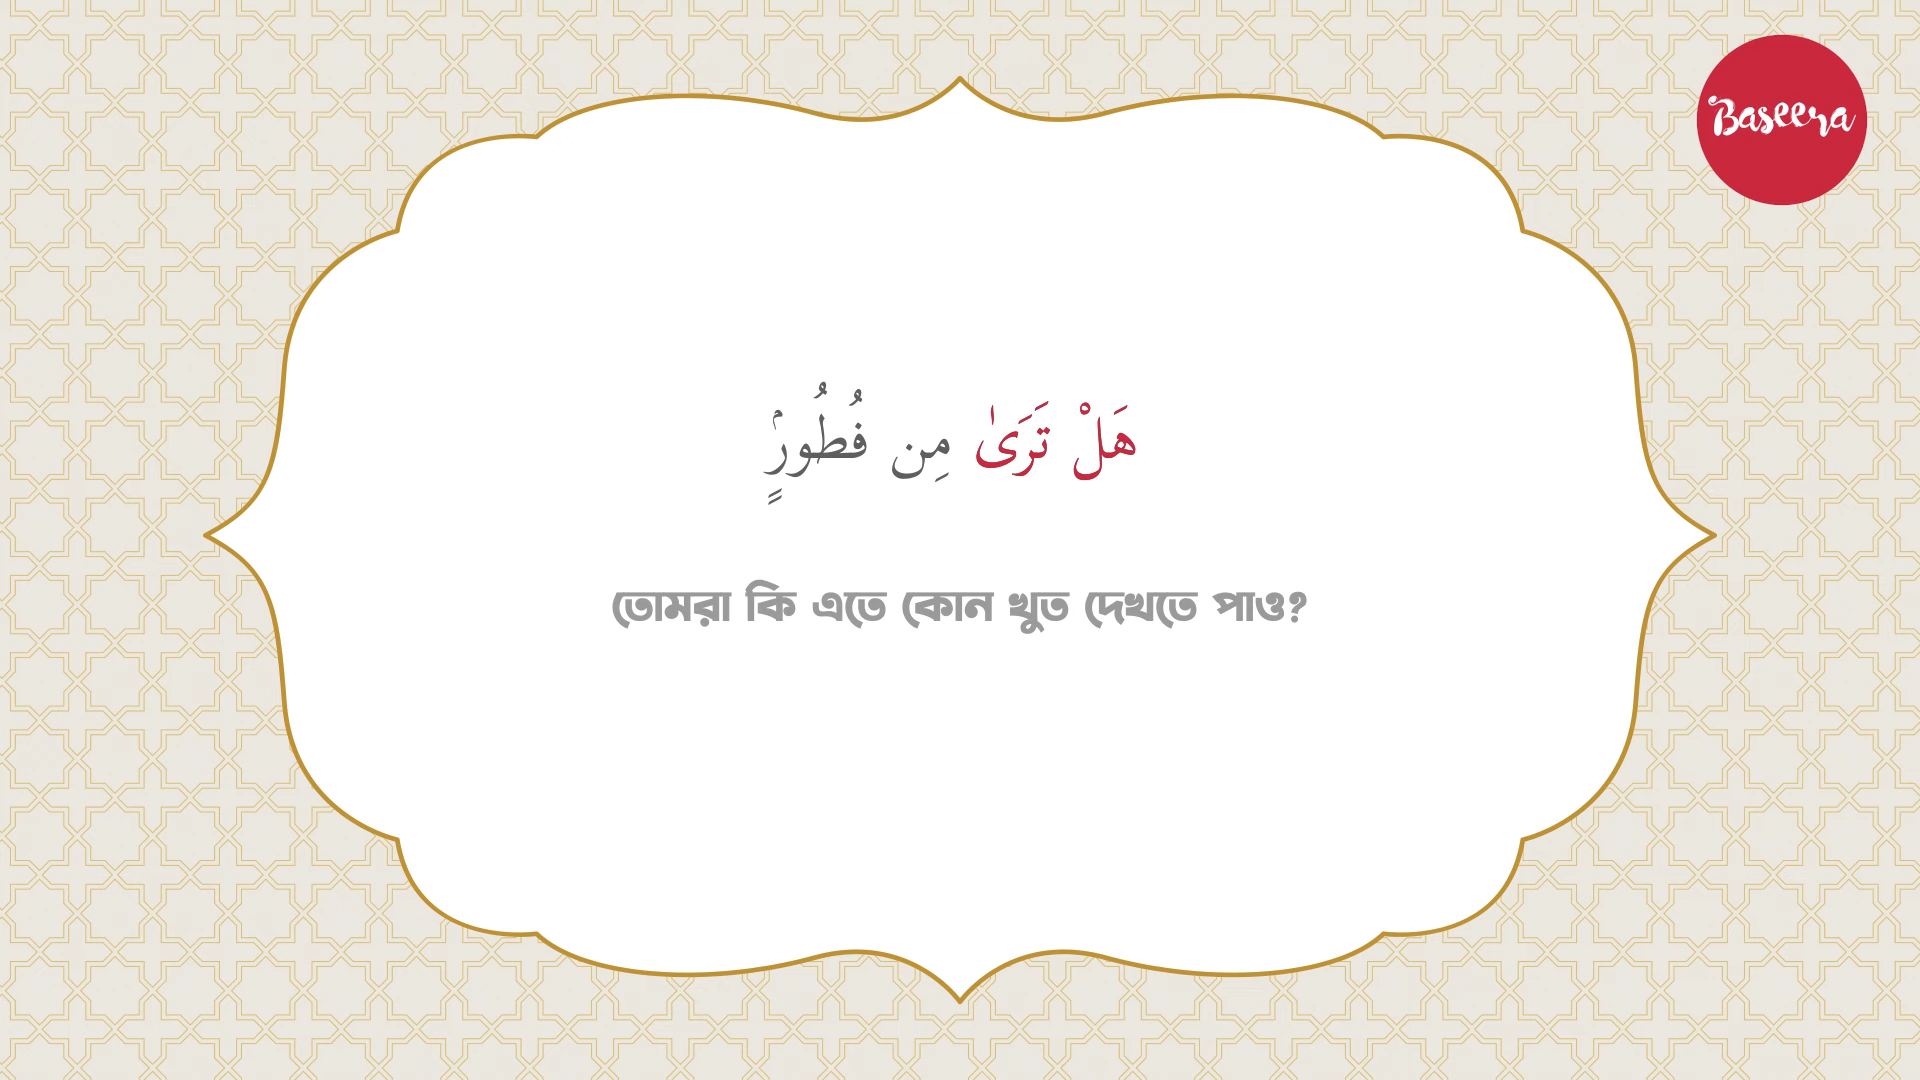 Baseera
هَلْ تَرَىٰ مِن فُطُورٍۢ
তোমরা কি এতে কোন খুত দেখতে পাও?